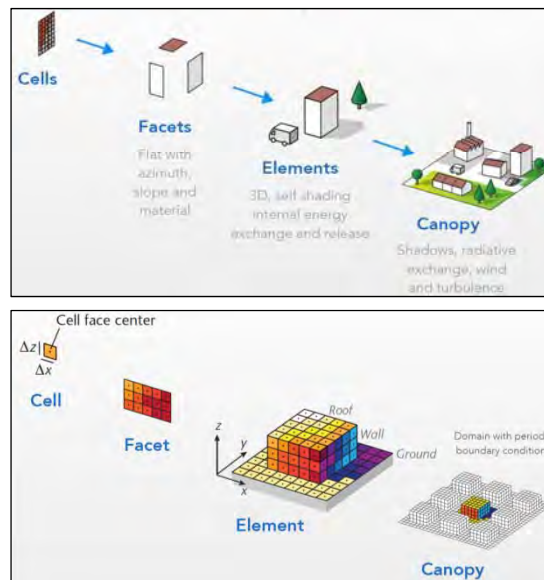 Cells
Facets
Flat with
azimuth,
slope and
material
Elements
3D, self shading
internal energy
exchange and release
Canopy
Shadows, radiative
exchange, wind
and turbulence
Cell face center
Δz
Δx
Cell
Facet
z
y
x
Roof
Wall
Ground
Element
Domain with period
boundary condition
Canopy